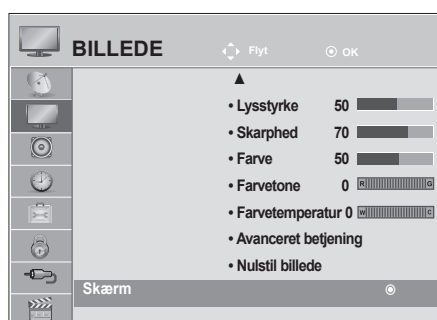 BILLEDE Flyt OK
• Lysstyrke 50
• Skarphed 70
• Farve 50
• Farvetone 0 R G
• Farvetemperatur 0 W C
• Avanceret betjening
• Nulstil billede
Skærm